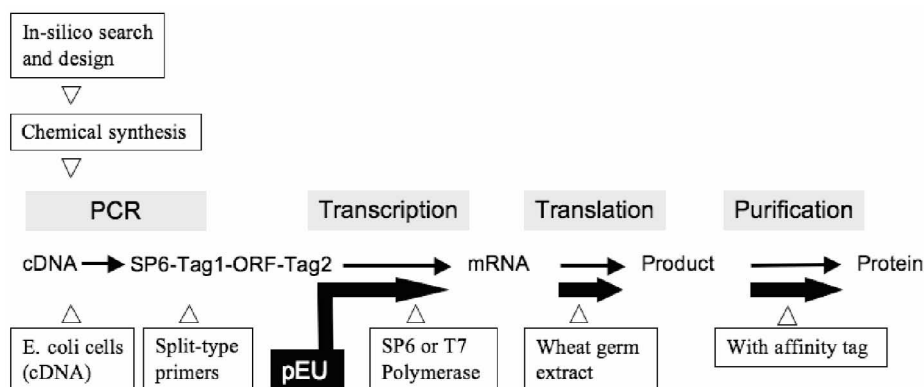 In-silico search
and design
Chemical synthesis
PCR
Transcription
Translation
Purification
cDNA
SP6-Tag1-ORF-Tag2
mRNA
Product
Protein
E. coli cells
(cDNA)
Split-type
primers
pEU
SP6 or T7
Polymerase
Wheat germ
extract
With affinity tag